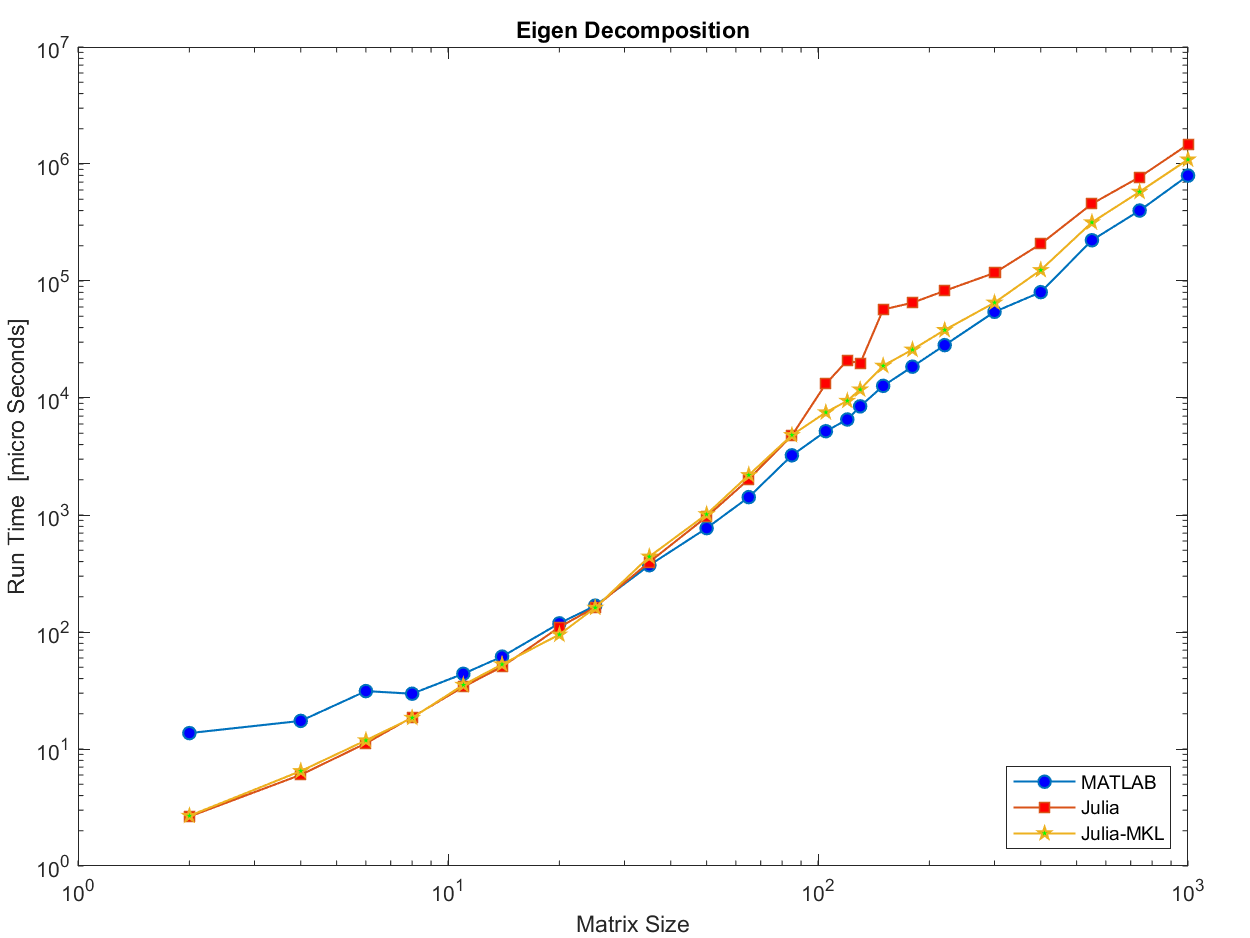 Eigen Decomposition
10^7
10^6
10^5
10^4
10^3
10^2
10^1
10^0
Run Time [micro Seconds]
MATLAB
Julia
Julia-MKL
10^0 10^1 10^2 10^3
Matrix Size